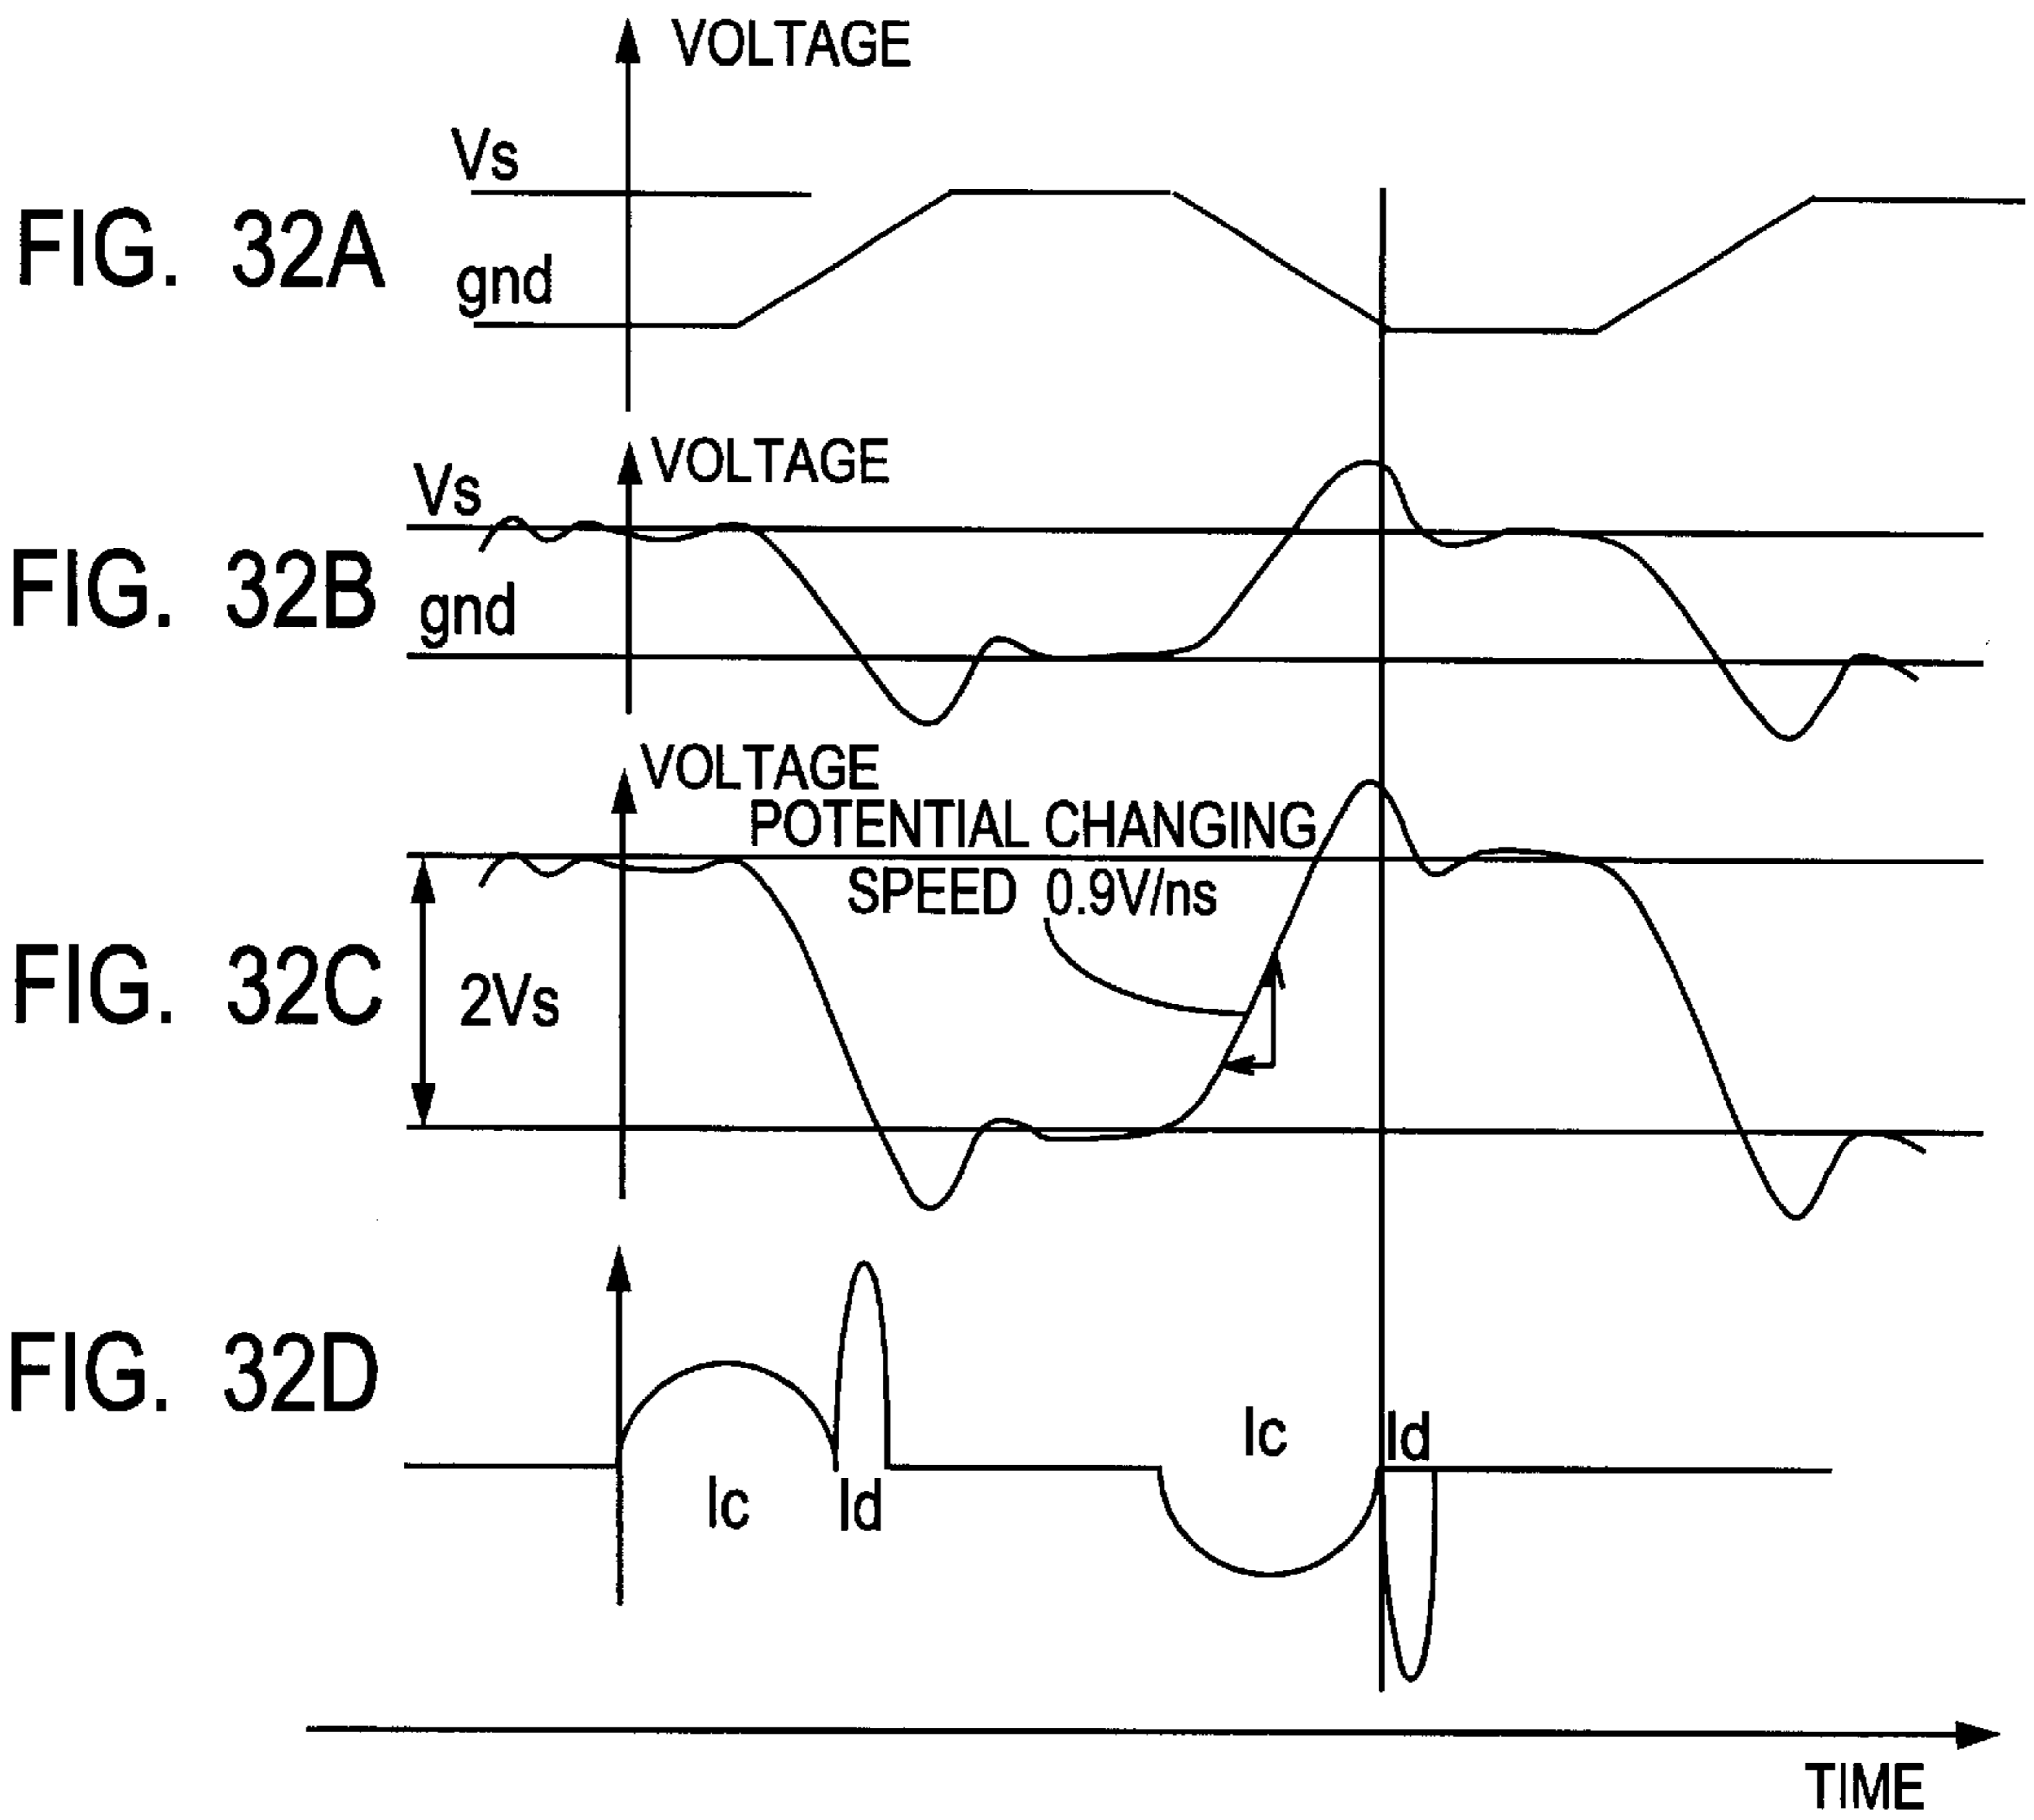 VOLTAGE
Vs
FIG. 32A
gnd
VOLTAGE
Vs
FIG. 32B
gnd
VOLTAGE
POTENTIAL CHANGING
SPEED 0.9V/ns
FIG. 32C
2Vs
FIG. 32D
Ic
Id
Ic
Id
TIME